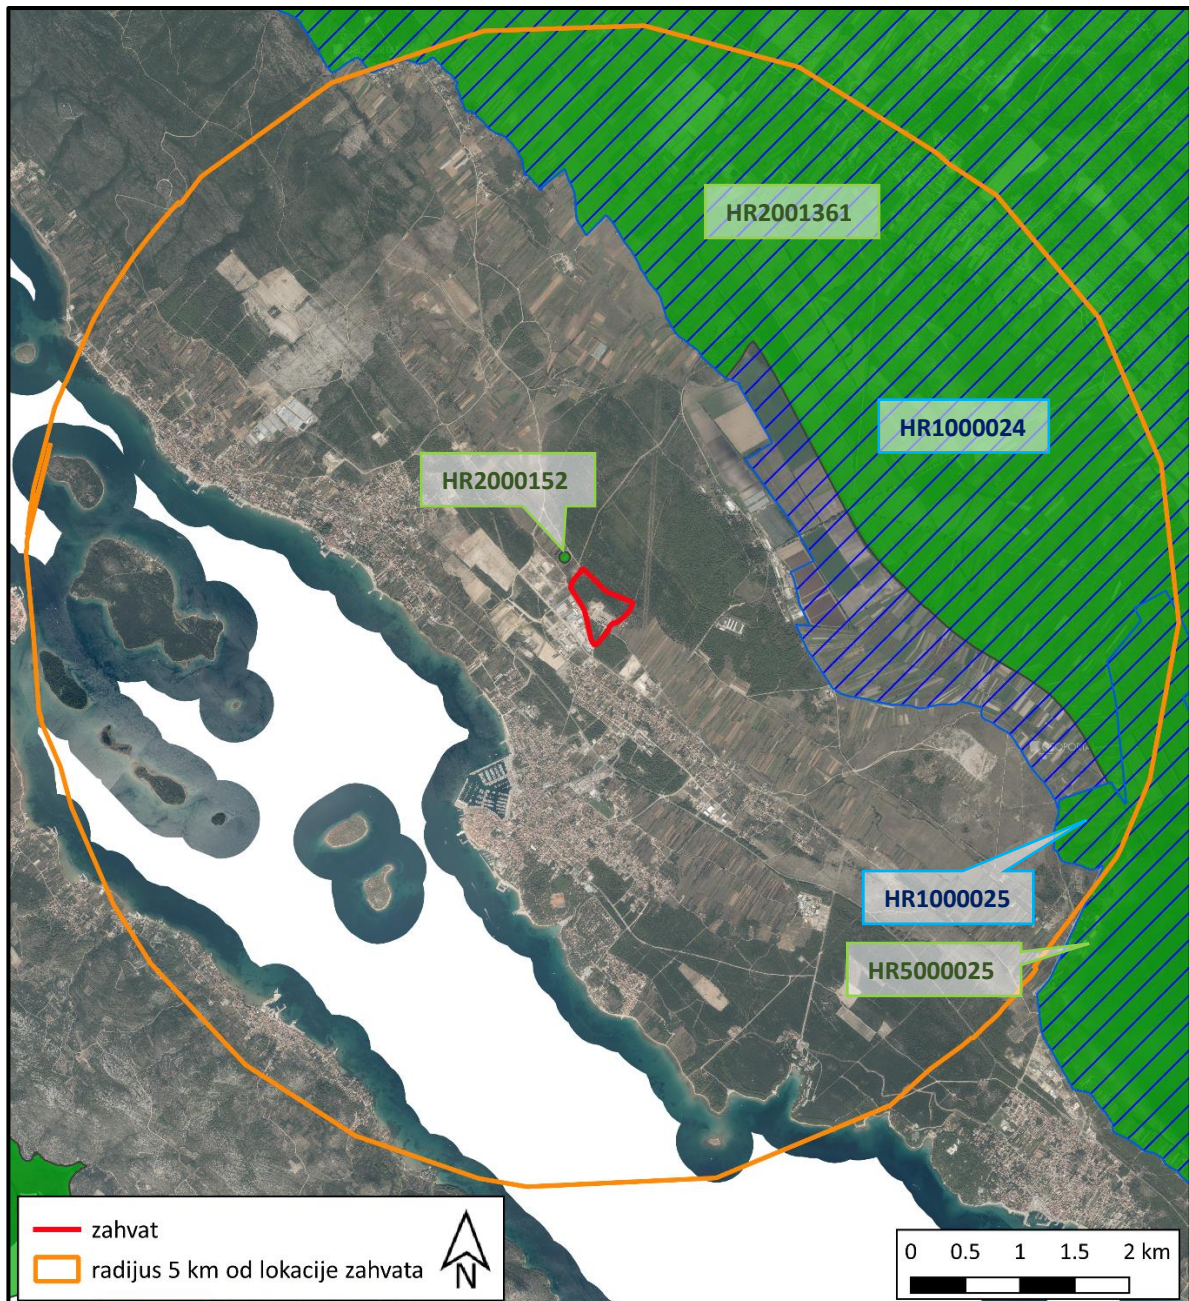 HR2001361
HR1000024
HR2000152
HR1000025
HR5000025
zahvat
radijus 5 km od lokacije zahvata
N
0 0.5 1 1.5 2 km